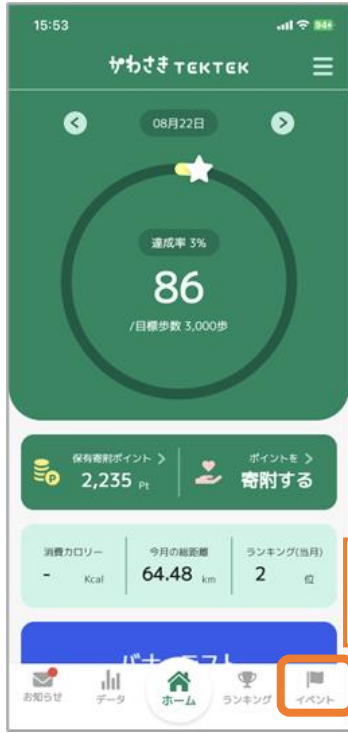 15:53
94+
かわさき TEKTEK
08月22日
達成率 3%
86
/目標歩数 3,000歩
保有寄附ポイント
2,235 Pt
ポイントを
寄附する
消費カロリー
- Kcal
今月の総距離
64.48 km
ランキング(当月)
2 位
お知らせ
データ
ホーム
ランキング
イベント